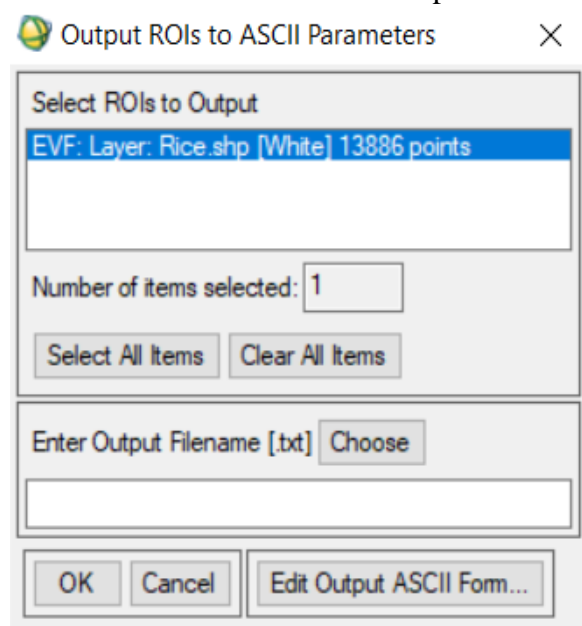 Output ROIs to ASCII Parameters
Select ROIs to Output
EVF: Layer: Rice.shp [White] 13886 points
Number of items selected: 1
Select All Items Clear All Items
Enter Output Filename [.txt] Choose
OK Cancel Edit Output ASCII Form...